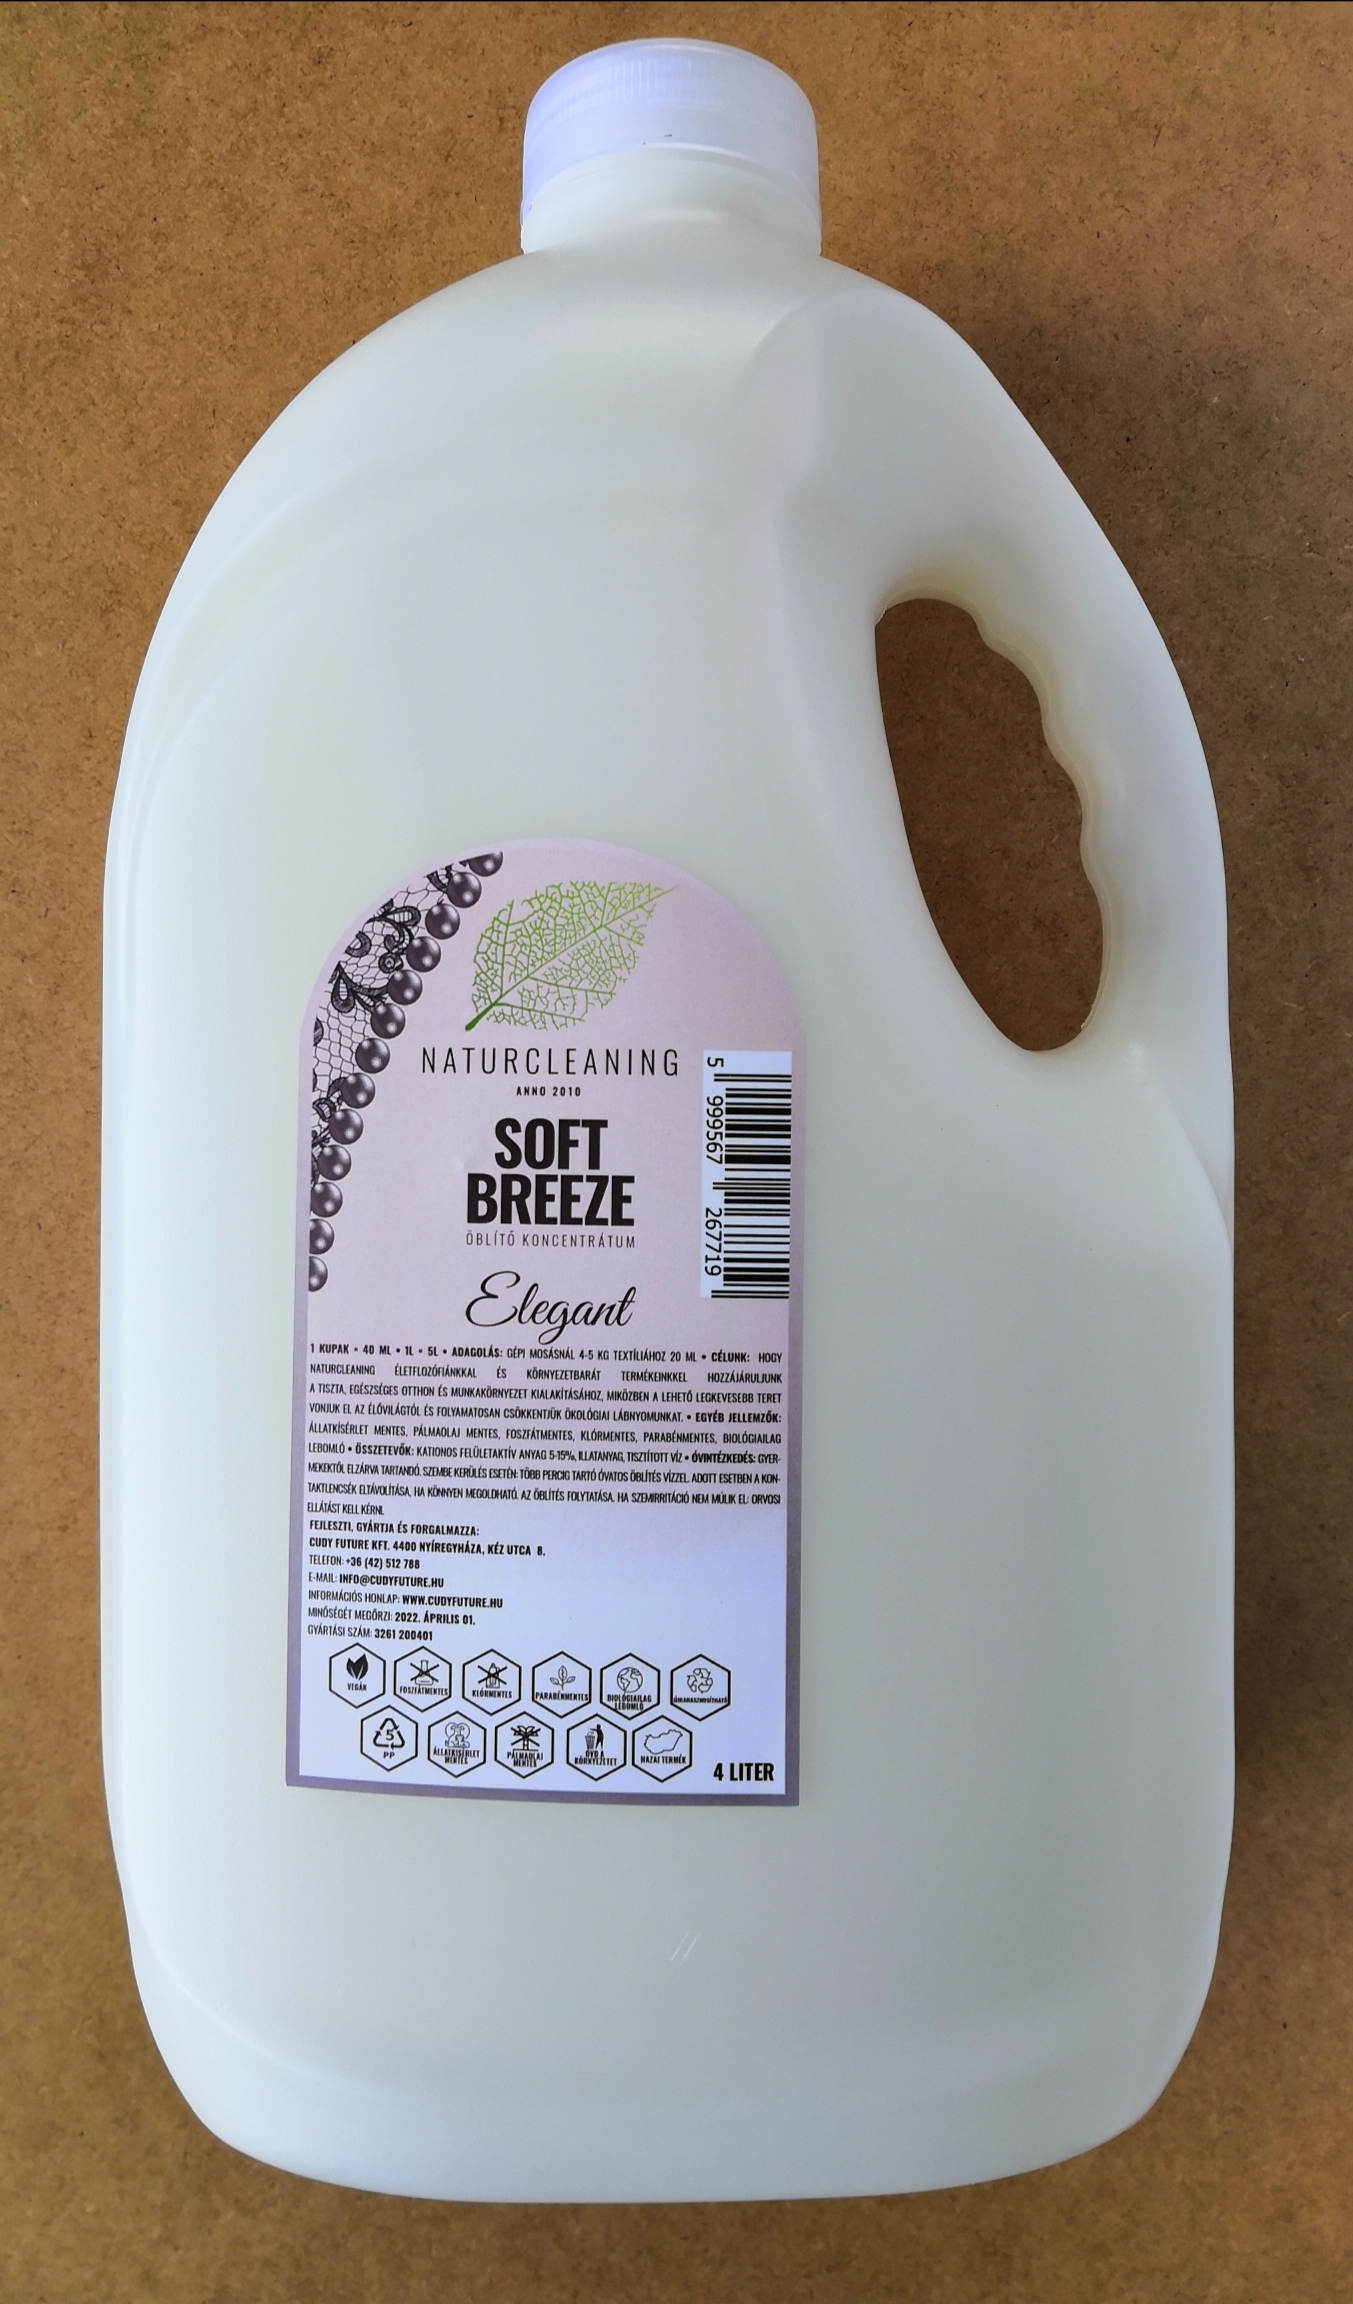 NATURCLEANING
ANNO 2010
SOFT
BREEZE
ÖBLÍTŐ KONCENTRÁTUM
Elegant
5 999567 267719
1 KUPAK = 40 ML • 1L = 5L • ADAGOLÁS: GÉPI MOSÁSNÁL 4-5 KG TEXTÍLIÁHOZ 20 ML • CÉLUNK: HOGY
NATURCLEANING ÉLETFLOZÓFIÁNKKAL ÉS KÖRNYEZETBARÁT TERMÉKEINKKEL HOZZÁJÁRULJUNK
A TISZTA, EGÉSZSÉGES OTTHON ÉS MUNKAKÖRNYEZET KIALAKÍTÁSÁHOZ, MIKÖZBEN A LEHETŐ LEGKEVESEBB TERET
VONJUK EL AZ ÉLŐVILÁGTÓL ÉS FOLYAMATOSAN CSÖKKENTJÜK ÖKOLÓGIAI LÁBNYOMUNKAT. • EGYÉB JELLEMZŐK:
ÁLLATKÍSÉRLET MENTES, PÁLMAOLAJ MENTES, FOSZFÁTMENTES, KLÓRMENTES, PARABÉNMENTES, BIOLÓGIAILAG
LEBOMLÓ • ÖSSZETEVŐK: KATIONOS FELÜLETAKTÍV ANYAG 5-15%, ILLATANYAG, TISZTÍTOTT VÍZ • ÓVINTÉZKEDÉS: GYER-
MEKEKTŐL ELZÁRVA TARTANDÓ. SZEMBE KERÜLÉS ESETÉN: TÖBB PERCIG TARTÓ ÓVATOS ÖBLÍTÉS VÍZZEL. ADOTT ESETBEN A KON-
TAKTLENCSÉK ELTÁVOLÍTÁSA, HA KÖNNYEN MEGOLDHATÓ. AZ ÖBLÍTÉS FOLYTATÁSA. HA SZEMIRRITÁCIÓ NEM MÚLIK EL: ORVOSI
ELLÁTÁST KELL KÉRNI.
FEJLESZTI, GYÁRTJA ÉS FORGALMAZZA:
CUDY FUTURE KFT. 4400 NYÍREGYHÁZA, KÉZ UTCA 8.
TELEFON: +36 (42) 512 788
E-MAIL: INFO@CUDYFUTURE.HU
INFORMÁCIÓS HONLAP: WWW.CUDYFUTURE.HU
MINŐSÉGÉT MEGŐRZI: 2022. ÁPRILIS 01.
GYÁRTÁSI SZÁM: 3261 200401
VEGÁN FOSZFÁTMENTES KLÓRMENTES PARABÉNMENTES BIOLÓGIAILAG LEBOMLÓ ÚJRAHASZNOSÍTHATÓ
5 PP ÁLLATKISÉRLET MENTES PÁLMAOLAJ MENTES ÓVD A KÖRNYEZETET HAZAI TERMÉK
4 LITER